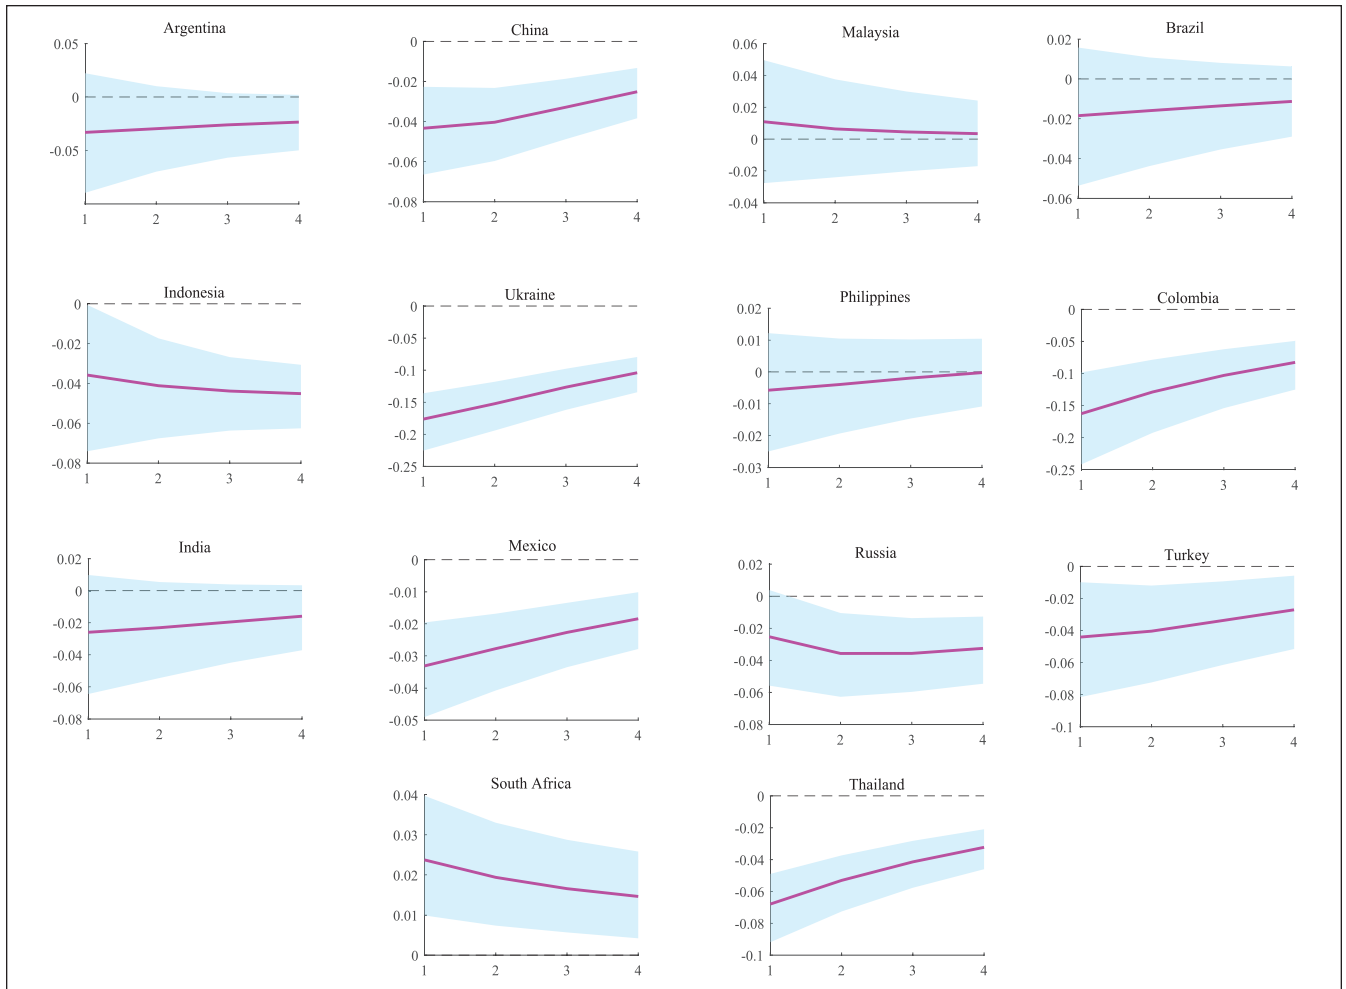 Argentina
0.05
0
-0.05
1 2 3 4
China
0
-0.02
-0.04
-0.06
-0.08
1 2 3 4
Malaysia
0.06
0.04
0.02
0
-0.02
-0.04
1 2 3 4
Brazil
0.02
0
-0.02
-0.04
-0.06
1 2 3 4
Indonesia
0
-0.02
-0.04
-0.06
-0.08
1 2 3 4
Ukraine
0
-0.05
-0.1
-0.15
-0.2
-0.25
1 2 3 4
Philippines
0.02
0.01
0
-0.01
-0.02
-0.03
1 2 3 4
Colombia
0
-0.05
-0.1
-0.15
-0.2
-0.25
1 2 3 4
India
0.02
0
-0.02
-0.04
-0.06
-0.08
1 2 3 4
Mexico
0
-0.01
-0.02
-0.03
-0.04
-0.05
1 2 3 4
Russia
0.02
0
-0.02
-0.04
-0.06
-0.08
1 2 3 4
Turkey
0
-0.02
-0.04
-0.06
-0.08
-0.1
1 2 3 4
South Africa
0.04
0.03
0.02
0.01
0
1 2 3 4
Thailand
0
-0.02
-0.04
-0.06
-0.08
-0.1
1 2 3 4